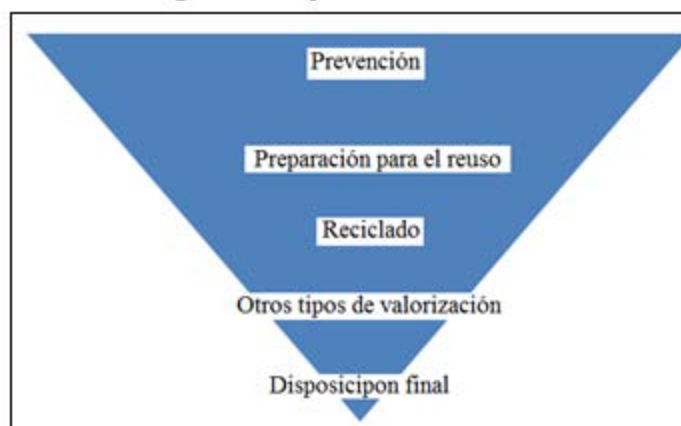 Prevención
Preparación para el reuso
Reciclado
Otros tipos de valorización
Disposicipon final